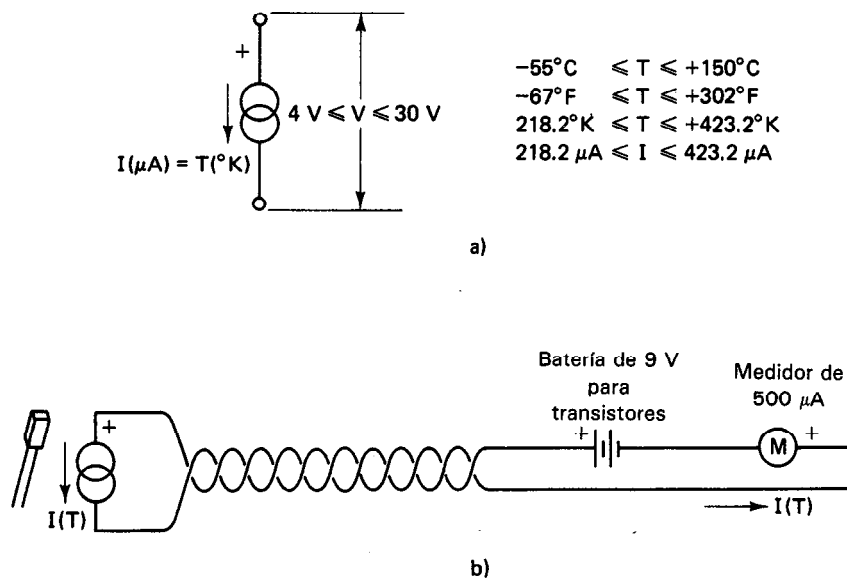 +
4 V ⩽ V ⩽ 30 V
I(μA) = T(°K)
−55°C ⩽ T ⩽ +150°C
−67°F ⩽ T ⩽ +302°F
218.2°K ⩽ T ⩽ +423.2°K
218.2 μA ⩽ I ⩽ 423.2 μA
a)
Batería de 9 V
para
transistores
Medidor de
500 μA
+
+
M
+
I(T)
I(T)
b)